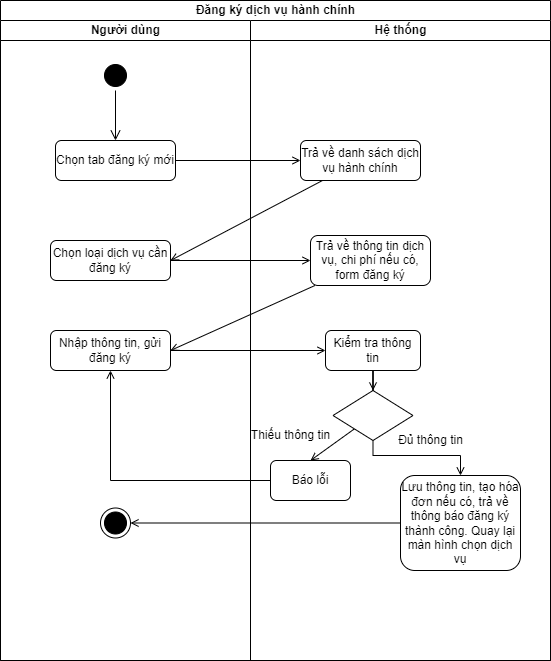 Đăng ký dịch vụ hành chính
Người dùng
Hệ thống
Chọn tab đăng ký mới
Trả về danh sách dịch
vụ hành chính
Chọn loại dịch vụ cần
đăng ký
Trả về thông tin dịch
vụ, chi phí nếu có,
form đăng ký
Nhập thông tin, gửi
đăng ký
Kiểm tra thông
tin
Thiếu thông tin
Đủ thông tin
Báo lỗi
Lưu thông tin, tạo hóa
đơn nếu có, trả về
thông báo đăng ký
thành công. Quay lại
màn hình chọn dịch
vụ